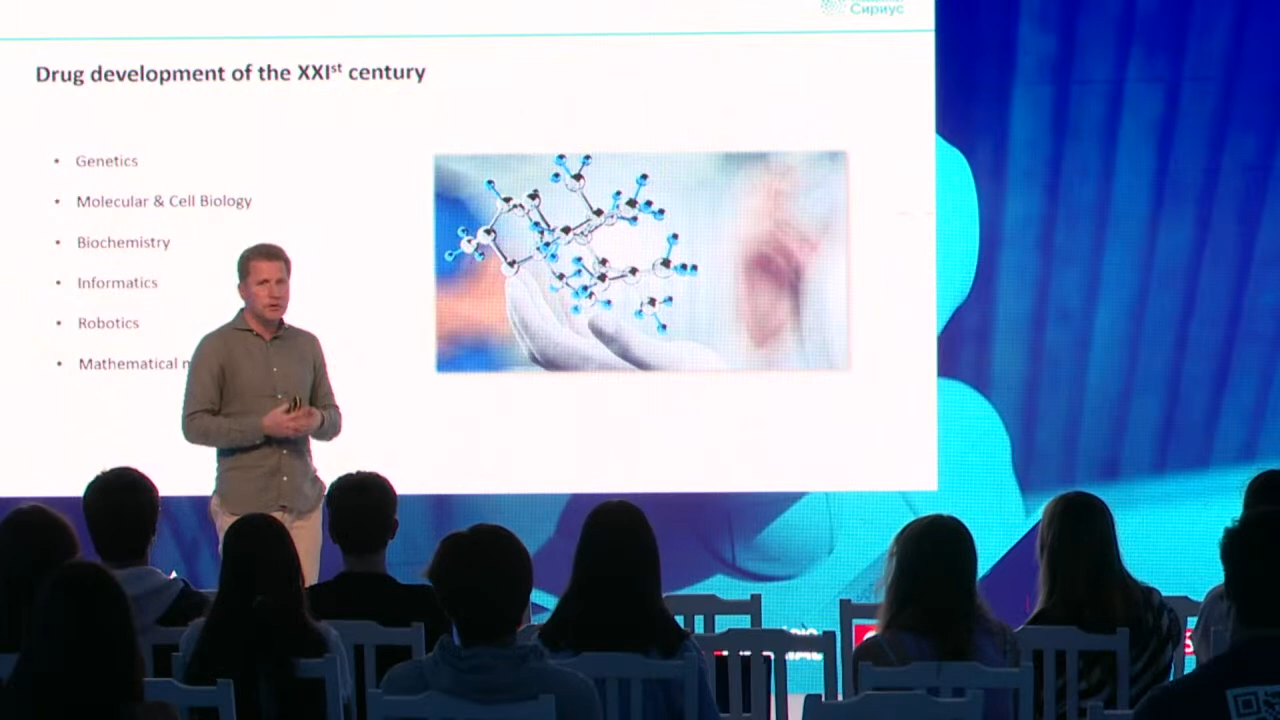 Сириус
Drug development of the XXIst century
• Genetics
• Molecular & Cell Biology
• Biochemistry
• Informatics
• Robotics
• Mathematical